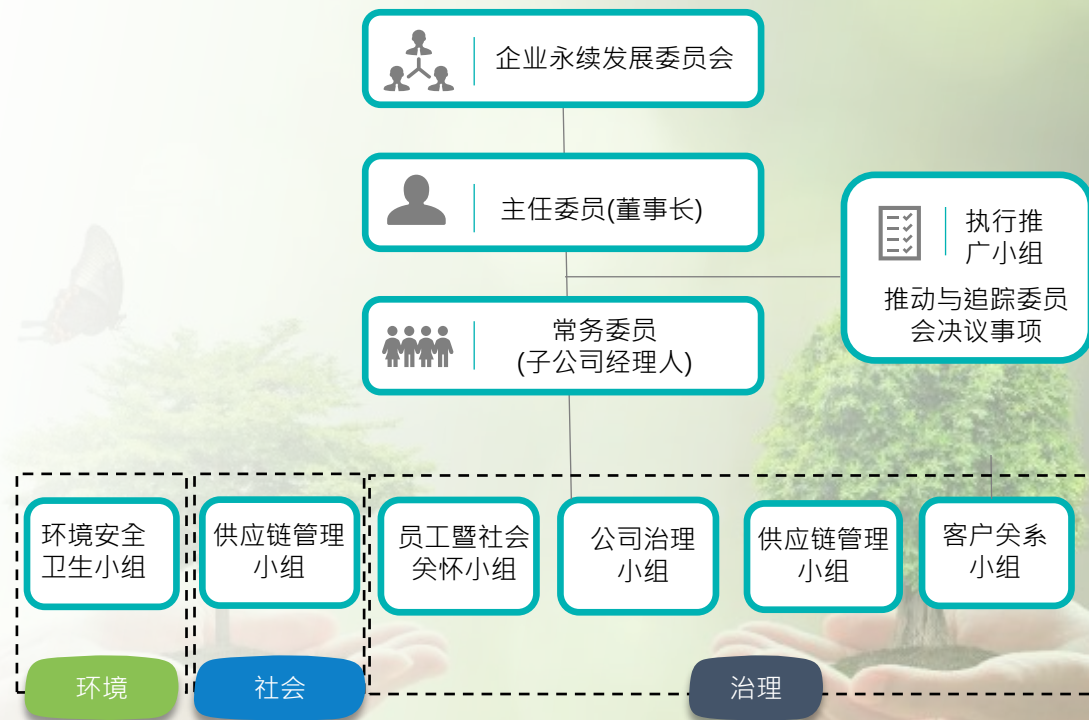 企业永续发展委员会
主任委员(董事长)
执行推
广小组
推动与追踪委员
会决议事项
常务委员
(子公司经理人)
环境安全
卫生小组
供应链管理
小组
员工暨社会
关怀小组
公司治理
小组
供应链管理
小组
客户关系
小组
环境
社会
治理